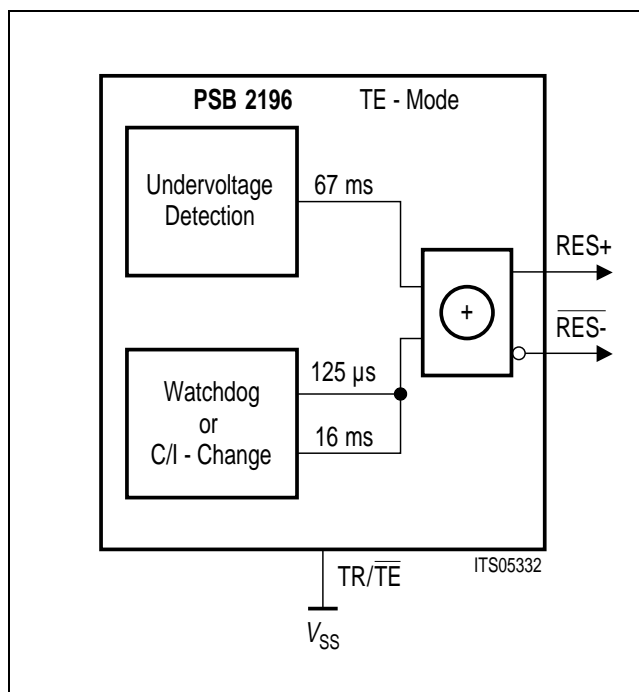 PSB 2196 TE - Mode
Undervoltage
Detection
67 ms
RES+
+
RES-
125 µs
Watchdog
or
C/I - Change
16 ms
TR/TE
ITS05332
VSS